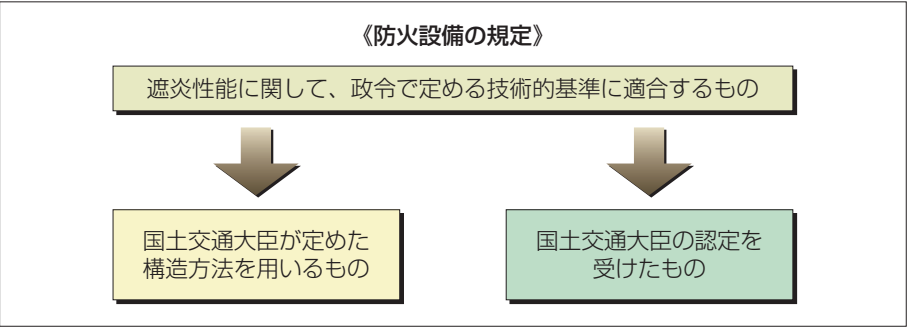 《防火設備の規定》
遮炎性能に関して、政令で定める技術的基準に適合するもの
国土交通大臣が定めた
構造方法を用いるもの
国土交通大臣の認定を
受けたもの